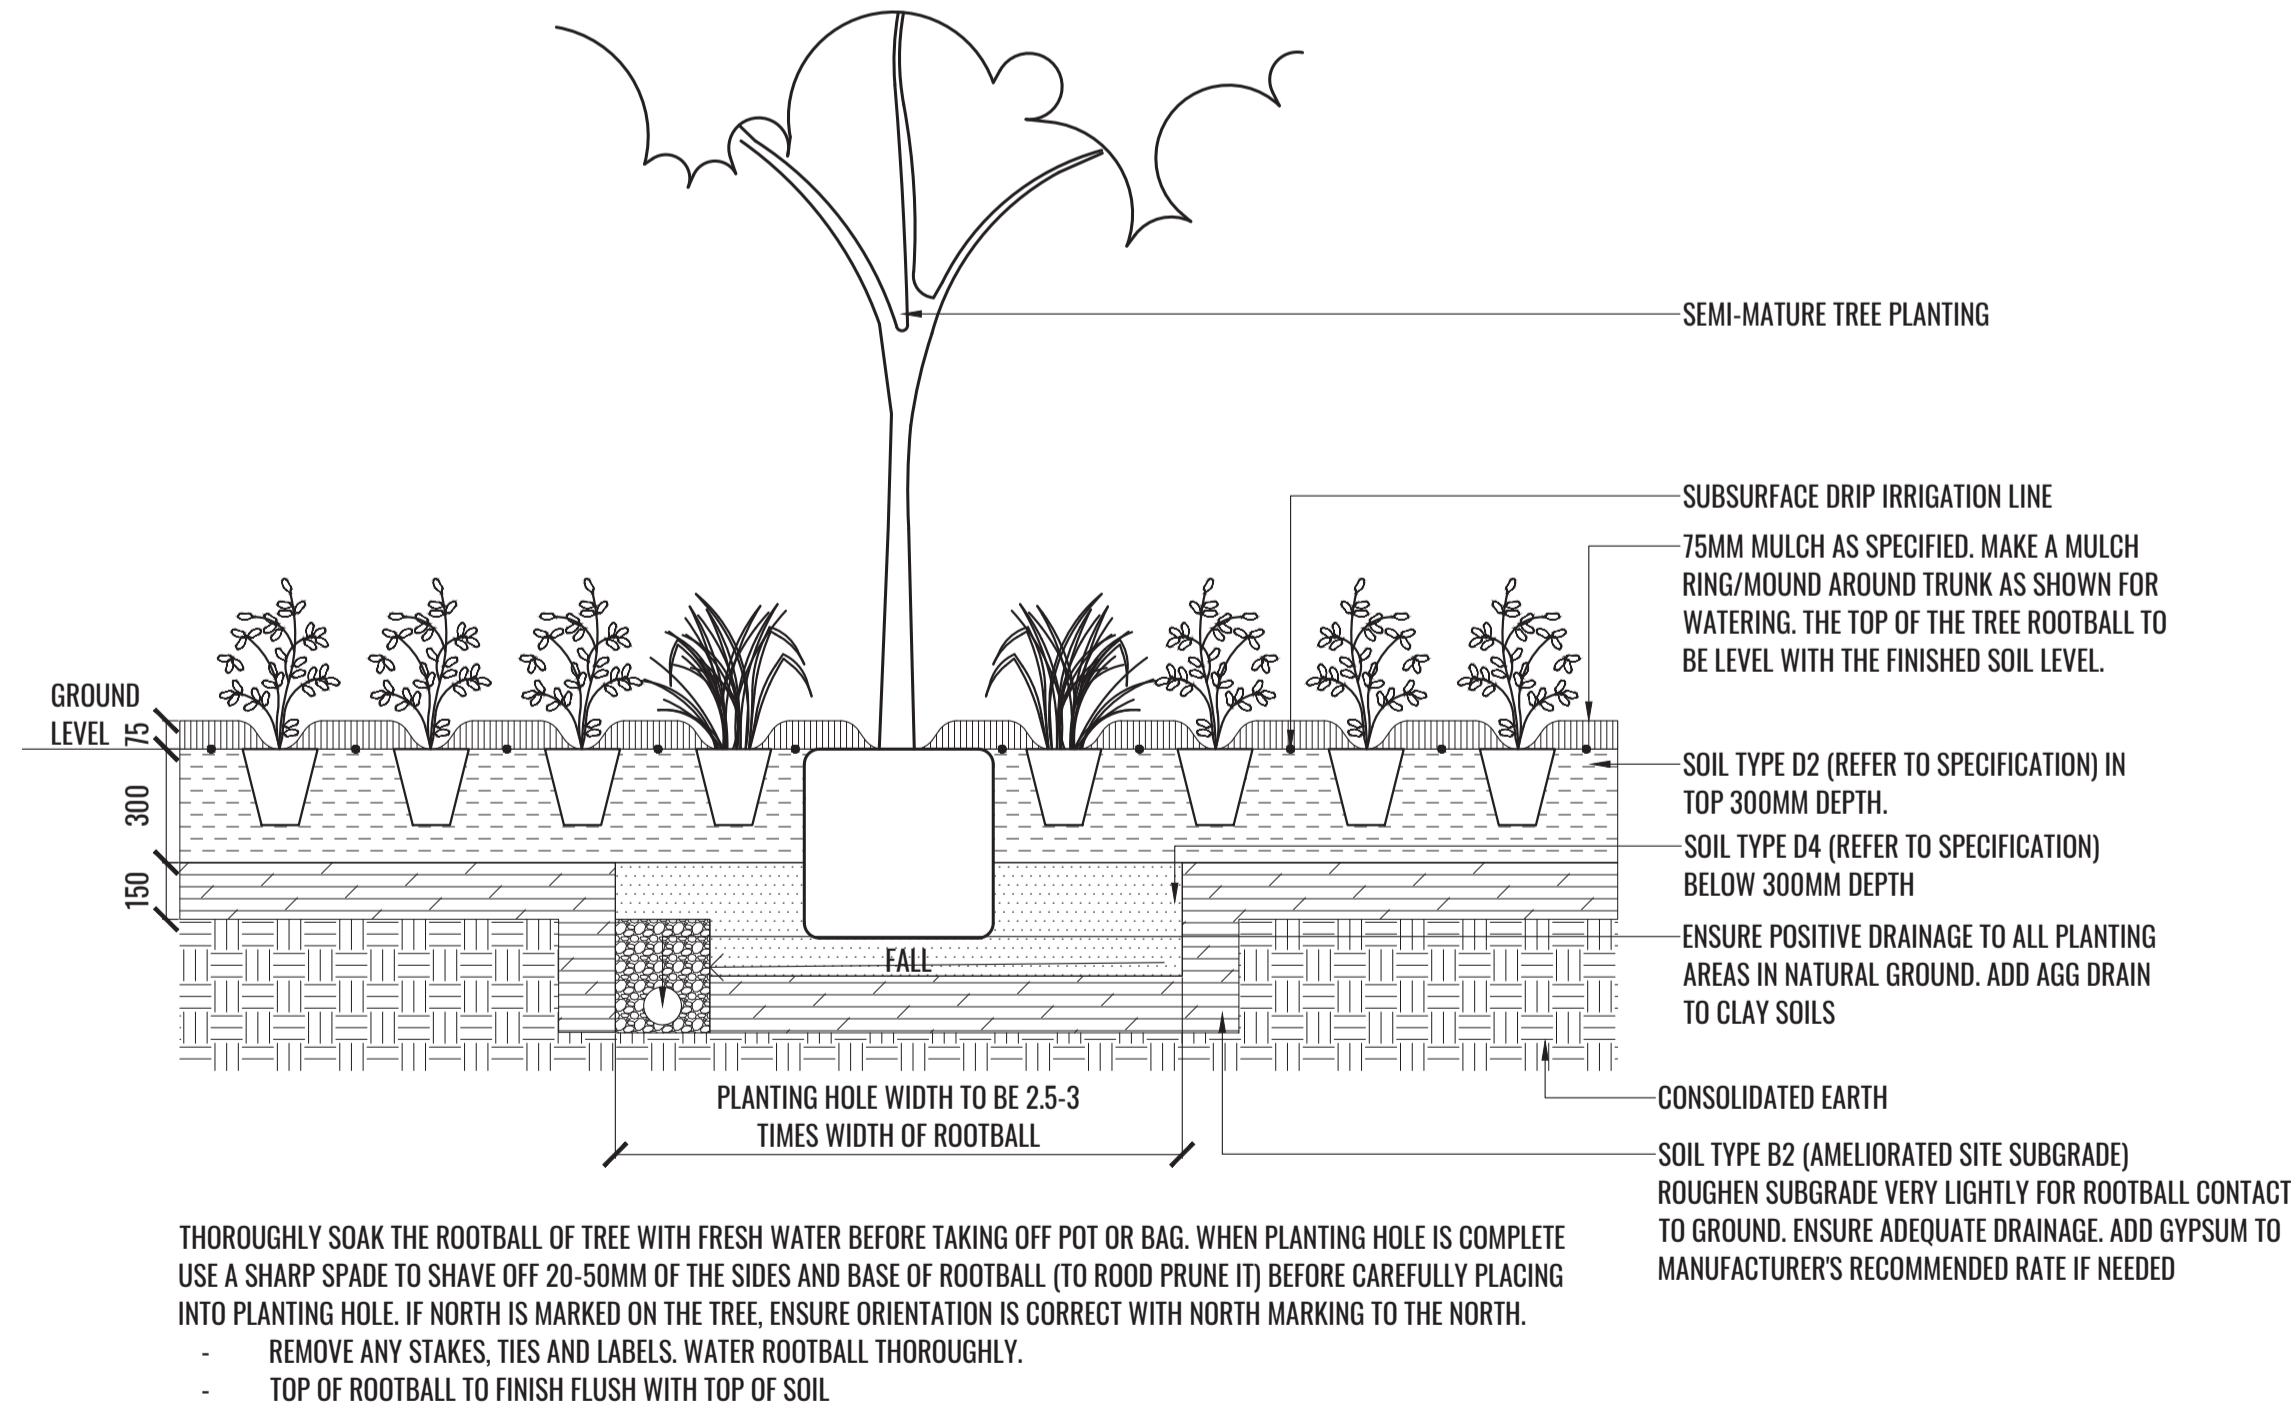 SEMI-MATURE TREE PLANTING
SUBSURFACE DRIP IRRIGATION LINE
75MM MULCH AS SPECIFIED. MAKE A MULCH
RING/MOUND AROUND TRUNK AS SHOWN FOR
WATERING. THE TOP OF THE TREE ROOTBALL TO
BE LEVEL WITH THE FINISHED SOIL LEVEL.
GROUND
LEVEL
75
300
150
SOIL TYPE D2 (REFER TO SPECIFICATION) IN
TOP 300MM DEPTH.
SOIL TYPE D4 (REFER TO SPECIFICATION)
BELOW 300MM DEPTH
ENSURE POSITIVE DRAINAGE TO ALL PLANTING
AREAS IN NATURAL GROUND. ADD AGG DRAIN
TO CLAY SOILS
FALL
PLANTING HOLE WIDTH TO BE 2.5-3
TIMES WIDTH OF ROOTBALL
CONSOLIDATED EARTH
SOIL TYPE B2 (AMELIORATED SITE SUBGRADE)
ROUGHEN SUBGRADE VERY LIGHTLY FOR ROOTBALL CONTACT
TO GROUND. ENSURE ADEQUATE DRAINAGE. ADD GYPSUM TO
MANUFACTURER'S RECOMMENDED RATE IF NEEDED
THOROUGHLY SOAK THE ROOTBALL OF TREE WITH FRESH WATER BEFORE TAKING OFF POT OR BAG. WHEN PLANTING HOLE IS COMPLETE
USE A SHARP SPADE TO SHAVE OFF 20-50MM OF THE SIDES AND BASE OF ROOTBALL (TO ROOD PRUNE IT) BEFORE CAREFULLY PLACING
INTO PLANTING HOLE. IF NORTH IS MARKED ON THE TREE, ENSURE ORIENTATION IS CORRECT WITH NORTH MARKING TO THE NORTH.
- REMOVE ANY STAKES, TIES AND LABELS. WATER ROOTBALL THOROUGHLY.
- TOP OF ROOTBALL TO FINISH FLUSH WITH TOP OF SOIL